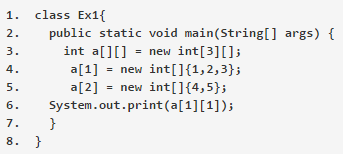 1. class Ex1{
2. public static void main(String[] args) {
3. int a[][] = new int[3][];
4. a[1] = new int[]{1,2,3};
5. a[2] = new int[]{4,5};
6. System.out.print(a[1][1]);
7. }
8. }